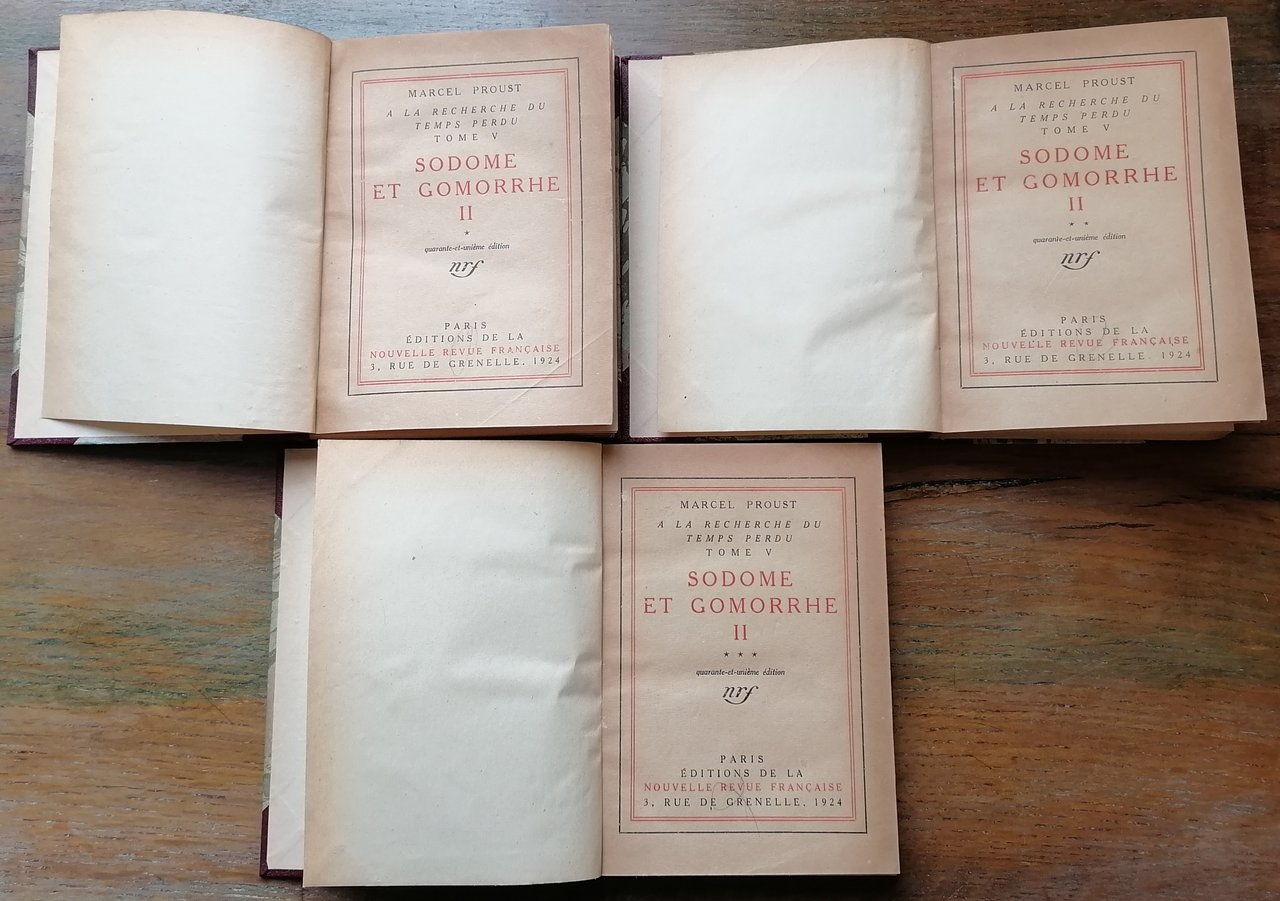 MARCEL PROUST
A LA RECHERCHE DU
TEMPS PERDU
TOME V
SODOME
ET GOMORRHE
II
★
quarante-et-unième édition
nrf
PARIS
ÉDITIONS DE LA
NOUVELLE REVUE FRANÇAISE
3, RUE DE GRENELLE. 1924
MARCEL PROUST
A LA RECHERCHE DU
TEMPS PERDU
TOME V
SODOME
ET GOMORRHE
II
★ ★
quarante-et-unième édition
nrf
PARIS
ÉDITIONS DE LA
NOUVELLE REVUE FRANÇAISE
3, RUE DE GRENELLE. 1924
MARCEL PROUST
A LA RECHERCHE DU
TEMPS PERDU
TOME V
SODOME
ET GOMORRHE
II
★ ★ ★
quarante-et-unième édition
nrf
PARIS
ÉDITIONS DE LA
NOUVELLE REVUE FRANÇAISE
3, RUE DE GRENELLE. 1924